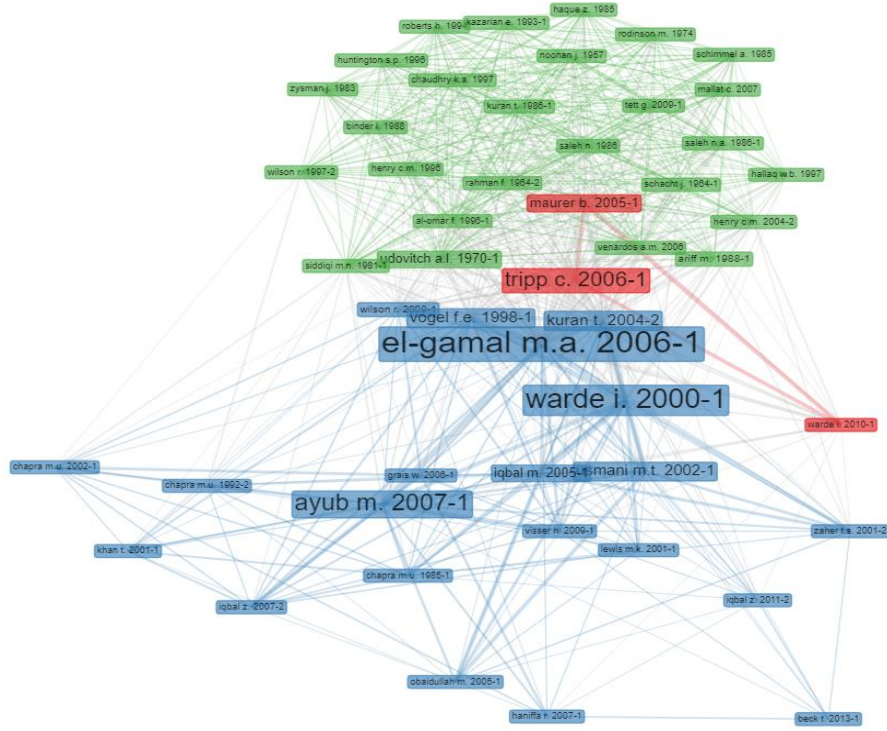 haque z. 1985
roberts h. 199
kazarian e. 1993-1
rodinson m. 1974
huntington s.p. 1996
noonan j. 1957
schimmel a. 1985
chaudhry k.a. 1997
zysman j. 1983
mallat c. 2007
kuran t. 1986-1
tett g. 2009-1
binder l. 1988
saleh n. 1986
saleh n.a. 1986-1
wilson r. 1997-2
henry c.m. 1996
hallaq w.b. 1997
rahman f. 1964-2
schacht j. 1964-1
maurer b. 2005-1
al-omar f. 1996-1
henry c.m. 2004-2
venardos a.m. 2006
udovitch a.l. 1970-1
ariff m. 1988-1
siddiqi m.n. 1981-1
tripp c. 2006-1
wilson r. 2009-1
vogel f.e. 1998-1
kuran t. 2004-2
el-gamal m.a. 2006-1
warde i. 2000-1
warde i. 2010-1
chapra m.u. 2002-1
grais w. 2006-1
iqbal m. 2005-1
usmani m.t. 2002-1
chapra m.u. 1992-2
ayub m. 2007-1
visser h. 2009-1
zaher t.s. 2001-2
khan t. 2001-1
lewis m.k. 2001-1
chapra m.u. 1985-1
iqbal z. 2007-2
iqbal z. 2011-2
obaidullah m. 2005-1
haniffa r. 2007-1
beck t. 2013-1